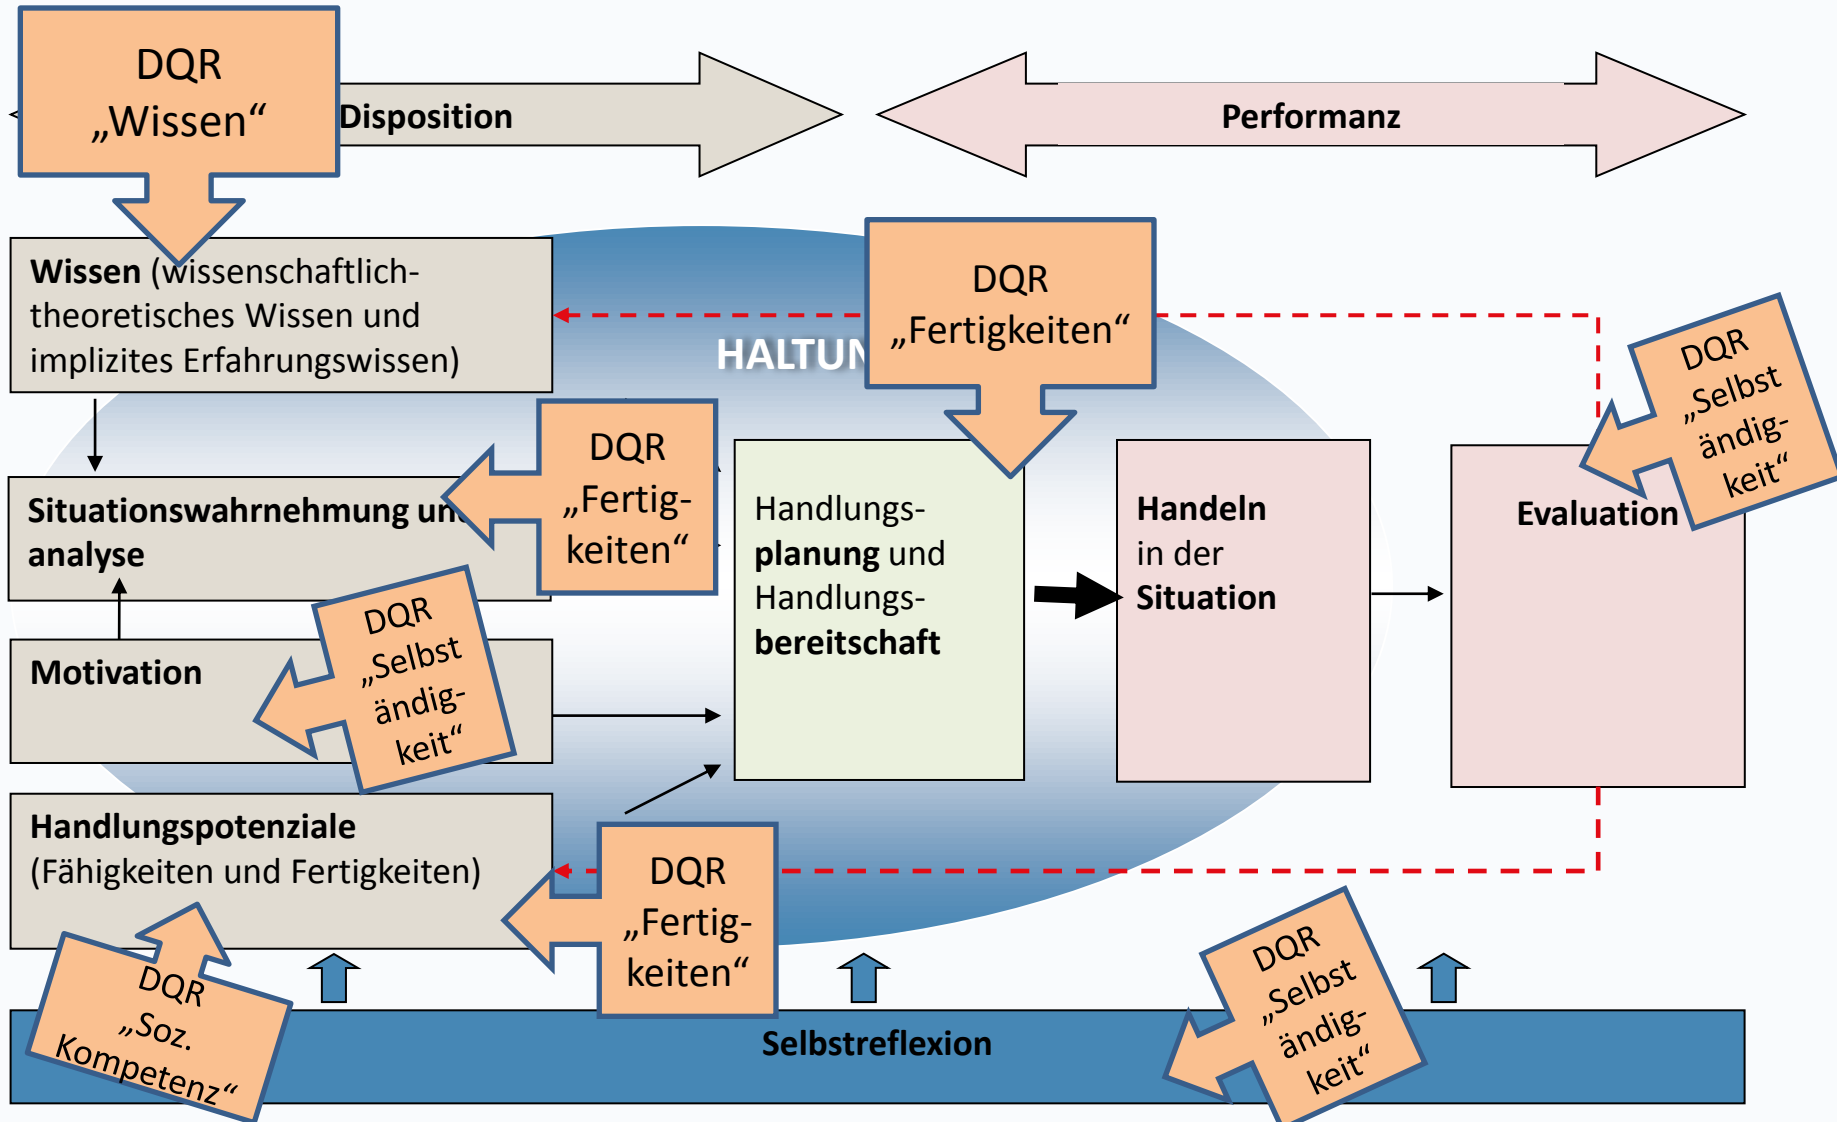 DQR
„Wissen“
Disposition
Performanz
Wissen (wissenschaftlich-
theoretisches Wissen und
implizites Erfahrungswissen)
HALTUN
DQR
„Fertigkeiten“
DQR
„Selbst
ändig-
keit“
DQR
„Fertig-
keiten“
Situationswahrnehmung und
analyse
Handlungs-
planung und
Handlungs-
bereitschaft
Handeln
in der
Situation
Evaluation
Motivation
DQR
„Selbst
ändig-
keit“
Handlungspotenziale
(Fähigkeiten und Fertigkeiten)
DQR
„Fertig-
keiten“
DQR
„Soz.
Kompetenz“
Selbstreflexion
DQR
„Selbst
ändig-
keit“